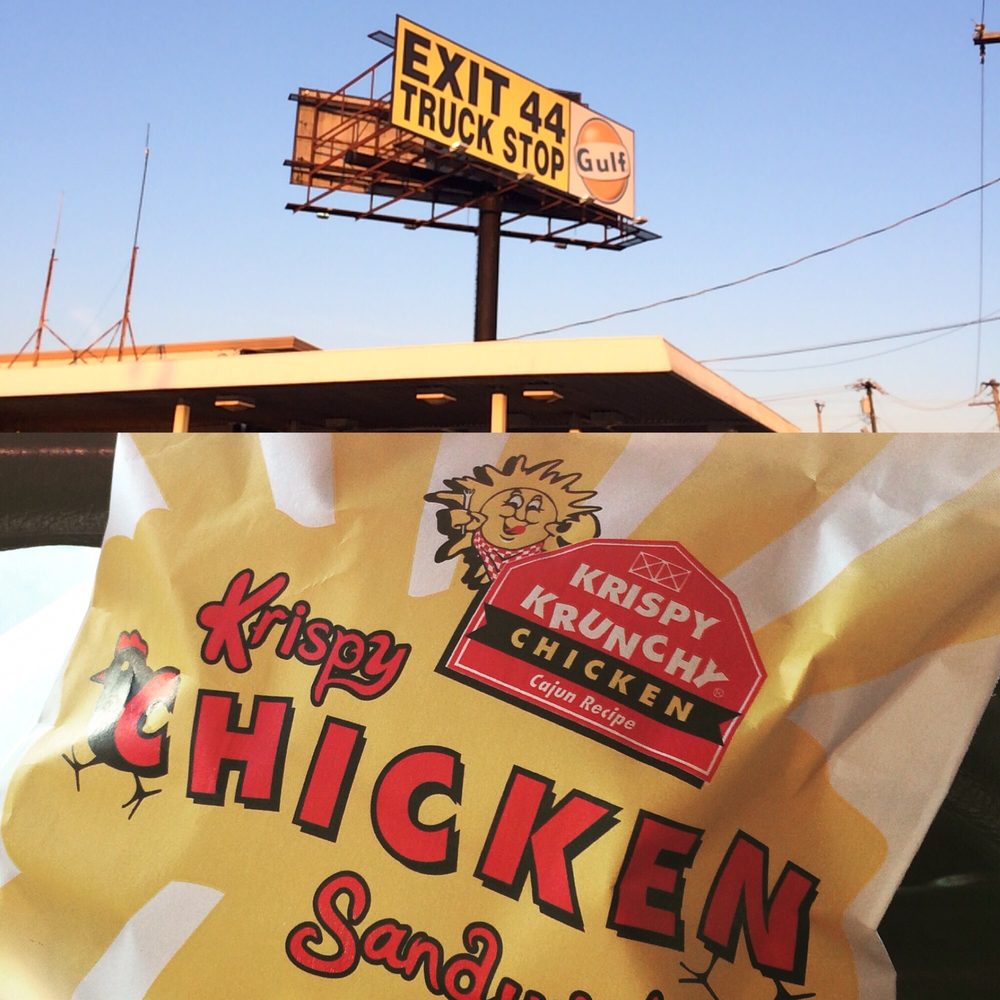 EXIT 44
TRUCK STOP
Gulf
KRISPY
KRUNCHY
CHICKEN
Cajun Recipe
Krispy
CHICKEN